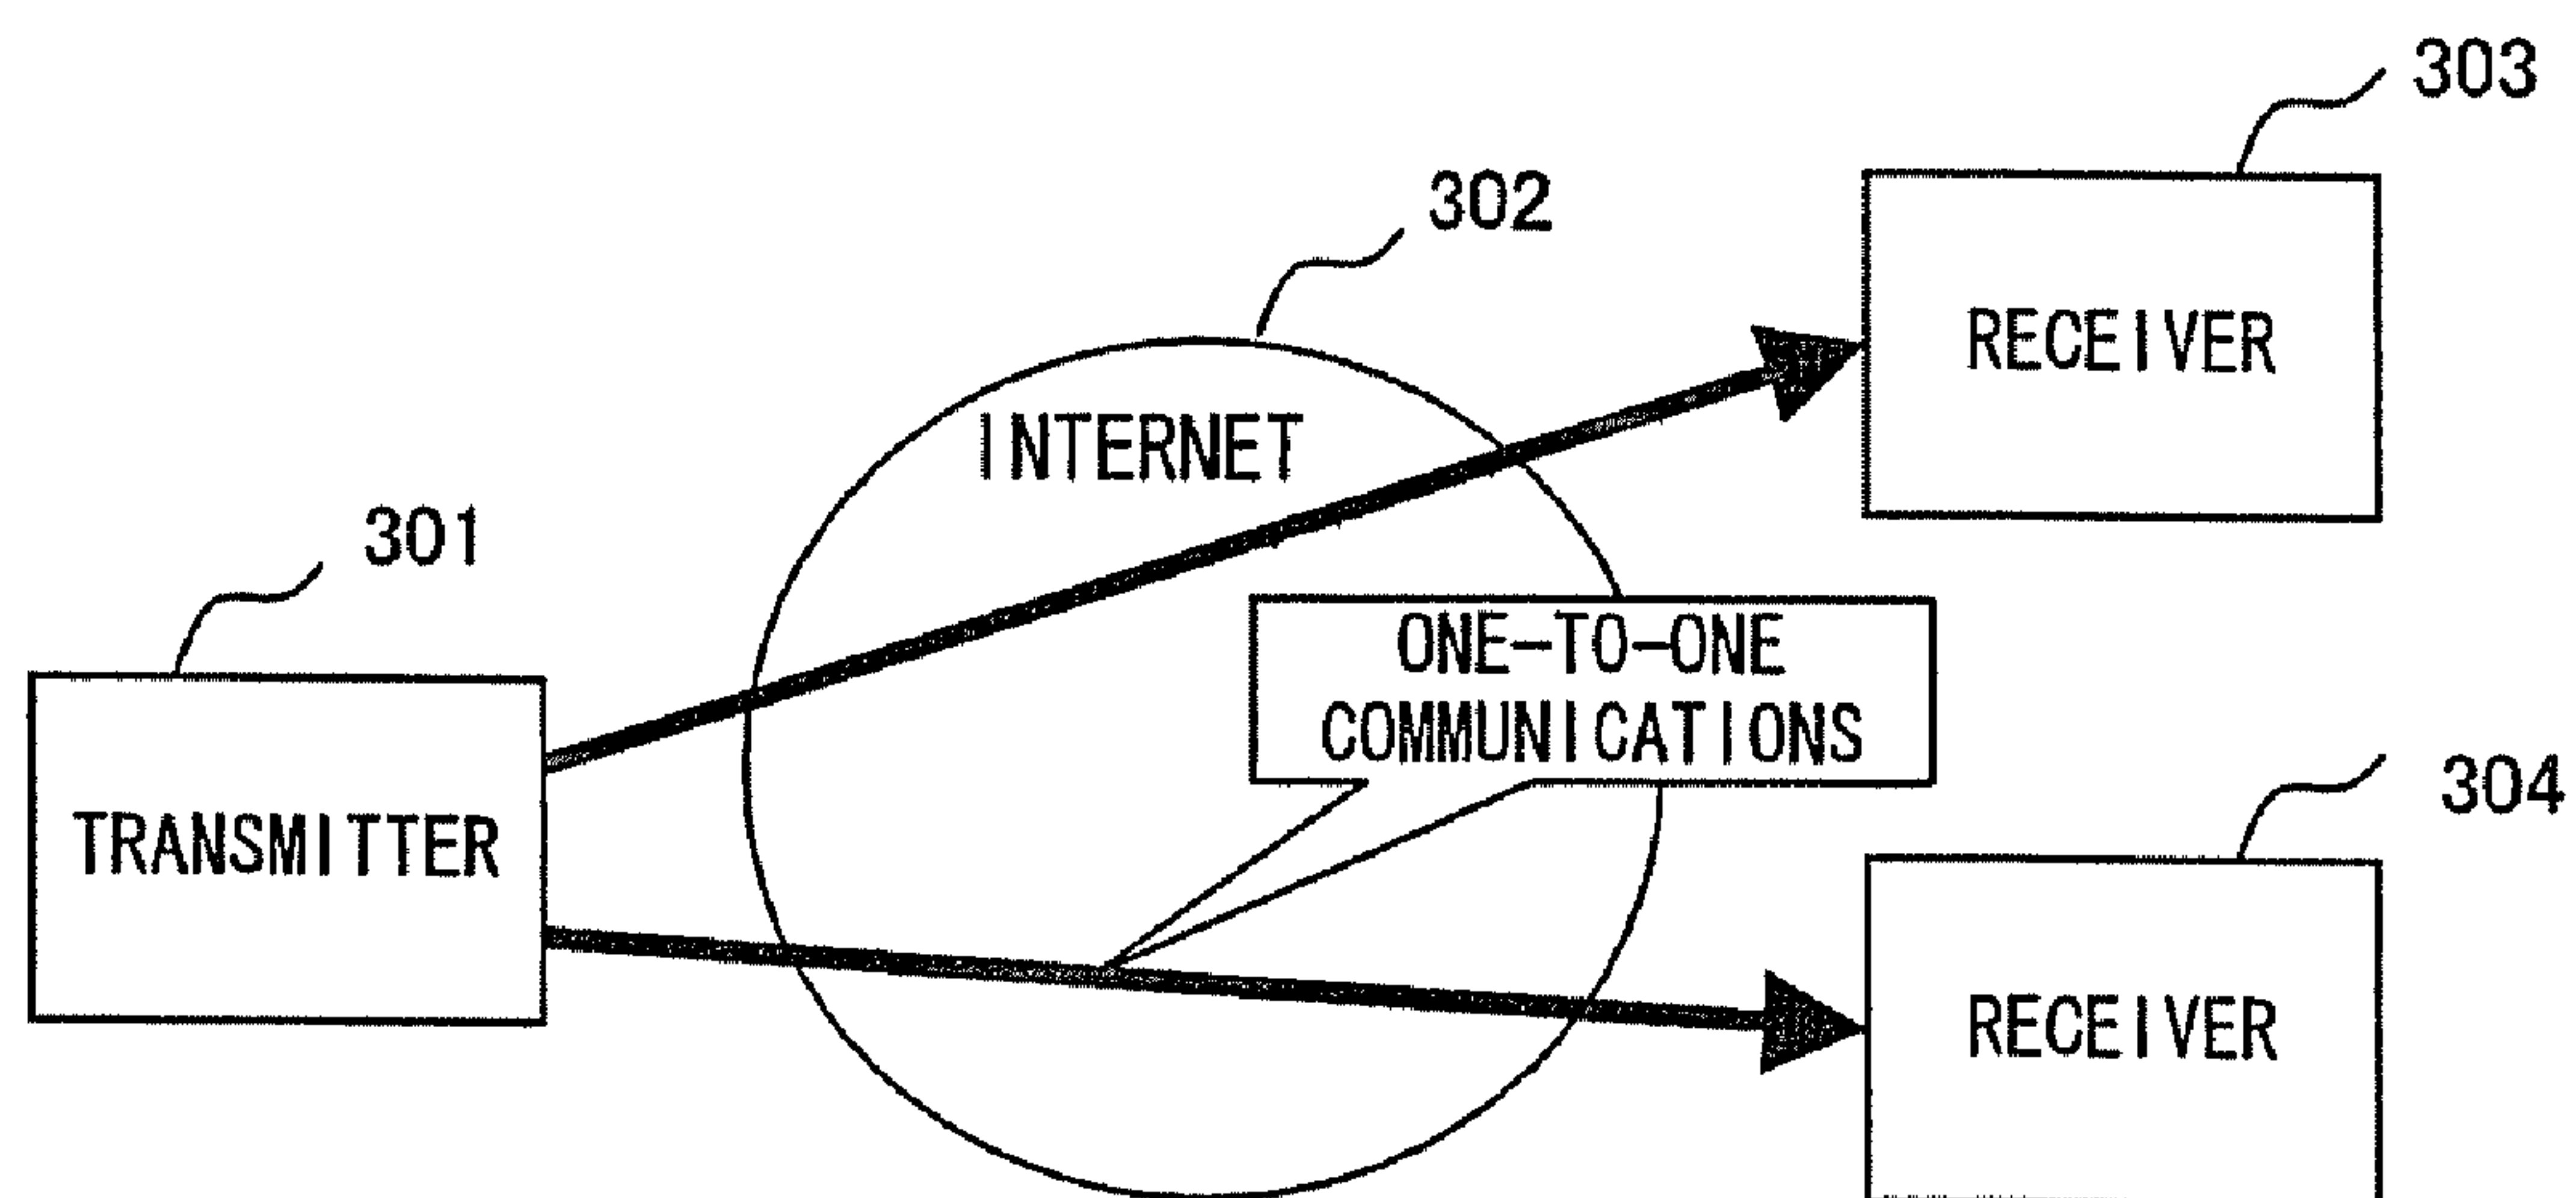 303
302
RECEIVER
INTERNET
301
ONE-TO-ONE
COMMUNICATIONS
304
TRANSMITTER
RECEIVER